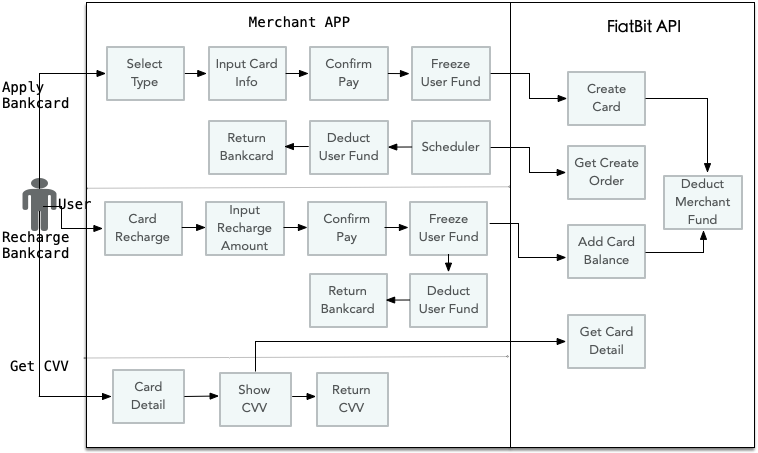 Merchant APP
FiatBit API
Apply
Bankcard
Select
Type
Input Card
Info
Confirm
Pay
Freeze
User Fund
Create
Card
Return
Bankcard
Deduct
User Fund
Scheduler
Get Create
Order
Deduct
Merchant
Fund
User
Recharge
Bankcard
Card
Recharge
Input
Recharge
Amount
Confirm
Pay
Freeze
User Fund
Add Card
Balance
Return
Bankcard
Deduct
User Fund
Get Card
Detail
Get CVV
Card
Detail
Show
CVV
Return
CVV